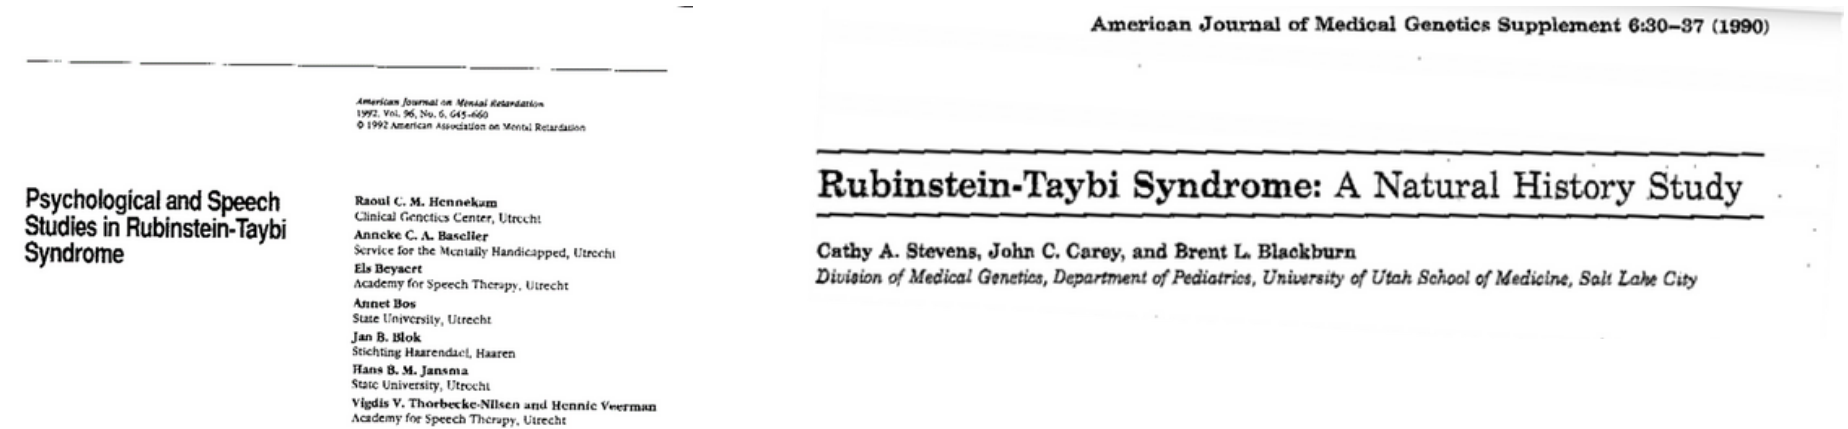 American Journal on Mental Retardation
1992, Vol. 96, No. 6, 645-660
© 1992 American Association on Mental Retardation
Psychological and Speech
Studies in Rubinstein-Taybi
Syndrome
Raoul C. M. Hennekam
Clinical Genetics Center, Utrecht
Anneke C. A. Baselier
Service for the Mentally Handicapped, Utrecht
Els Beyaert
Academy for Speech Therapy, Utrecht
Annet Bos
State University, Utrecht
Jan B. Blok
Stichting Haarendael, Haaren
Hans B. M. Jansma
State University, Utrecht
Vigdis V. Thorbecke-Nilsen and Hennie Veerman
Academy for Speech Therapy, Utrecht
American Journal of Medical Genetics Supplement 6:30–37 (1990)
Rubinstein-Taybi Syndrome: A Natural History Study
Cathy A. Stevens, John C. Carey, and Brent L. Blackburn
Division of Medical Genetics, Department of Pediatrics, University of Utah School of Medicine, Salt Lake City